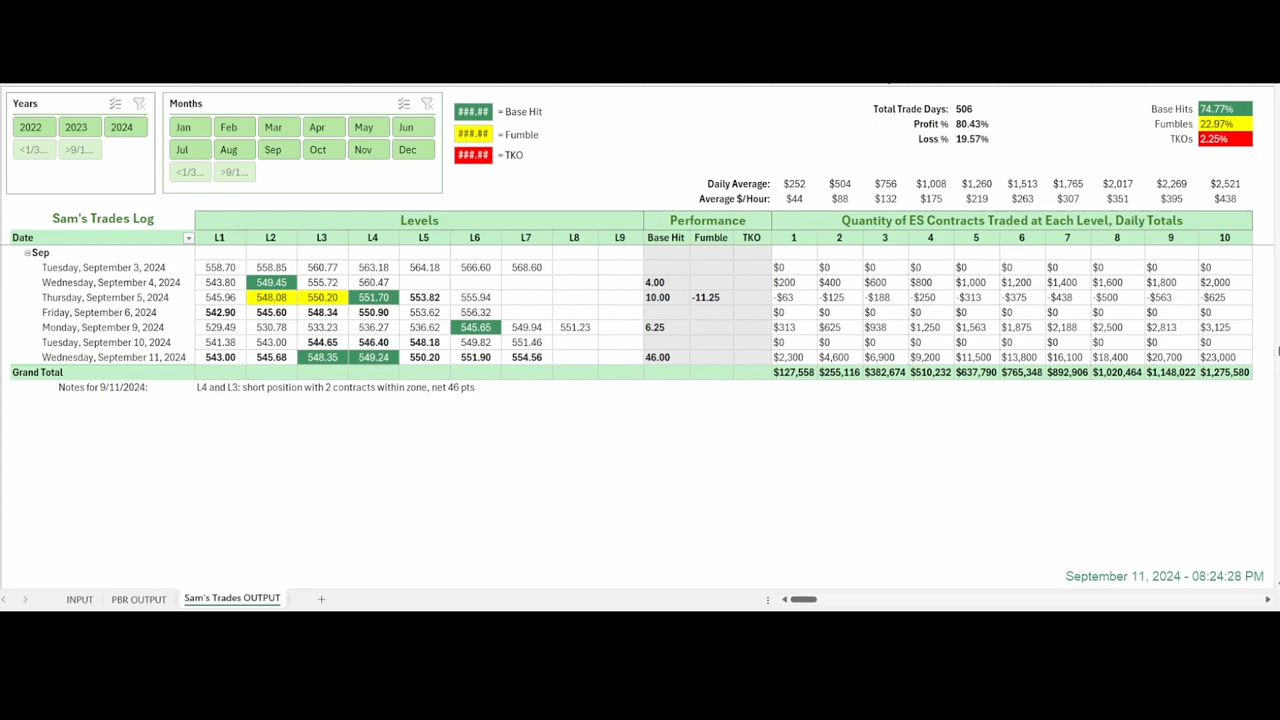 Years
2022 2023 2024
<1/3... >9/1...
Months
Jan Feb Mar Apr May Jun
Jul Aug Sep Oct Nov Dec
<1/3... >9/1...
###.## = Base Hit
###.## = Fumble
###.## = TKO
Total Trade Days: 506
Profit % 80.43%
Loss % 19.57%
Base Hits 74.77%
Fumbles 22.97%
TKOs 2.25%
Daily Average: $252 $504 $756 $1,008 $1,260 $1,513 $1,765 $2,017 $2,269 $2,521
Average $/Hour: $44 $88 $132 $175 $219 $263 $307 $351 $395 $438
Sam's Trades Log Levels Performance Quantity of ES Contracts Traded at Each Level, Daily Totals
Date L1 L2 L3 L4 L5 L6 L7 L8 L9 Base Hit Fumble TKO 1 2 3 4 5 6 7 8 9 10
Sep
Tuesday, September 3, 2024 558.70 558.85 560.77 563.18 564.18 566.60 568.60 $0 $0 $0 $0 $0 $0 $0 $0 $0 $0
Wednesday, September 4, 2024 543.80 549.45 555.72 560.47 4.00 $200 $400 $600 $800 $1,000 $1,200 $1,400 $1,600 $1,800 $2,000
Thursday, September 5, 2024 545.96 548.08 550.20 551.70 553.82 555.94 10.00 -11.25 -$63 -$125 -$188 -$250 -$313 -$375 -$438 -$500 -$563 -$625
Friday, September 6, 2024 542.90 545.60 548.34 550.90 553.62 556.32 $0 $0 $0 $0 $0 $0 $0 $0 $0 $0
Monday, September 9, 2024 529.49 530.78 533.23 536.27 536.62 545.65 549.94 551.23 6.25 $313 $625 $938 $1,250 $1,563 $1,875 $2,188 $2,500 $2,813 $3,125
Tuesday, September 10, 2024 541.38 543.00 544.65 546.40 548.18 549.82 551.46 $0 $0 $0 $0 $0 $0 $0 $0 $0 $0
Wednesday, September 11, 2024 543.00 545.68 548.35 549.24 550.20 551.90 554.56 46.00 $2,300 $4,600 $6,900 $9,200 $11,500 $13,800 $16,100 $18,400 $20,700 $23,000
Grand Total $127,558 $255,116 $382,674 $510,232 $637,790 $765,348 $892,906 $1,020,464 $1,148,022 $1,275,580
Notes for 9/11/2024: L4 and L3: short position with 2 contracts within zone, net 46 pts
September 11, 2024 - 08:24:28 PM
INPUT PBR OUTPUT Sam's Trades OUTPUT